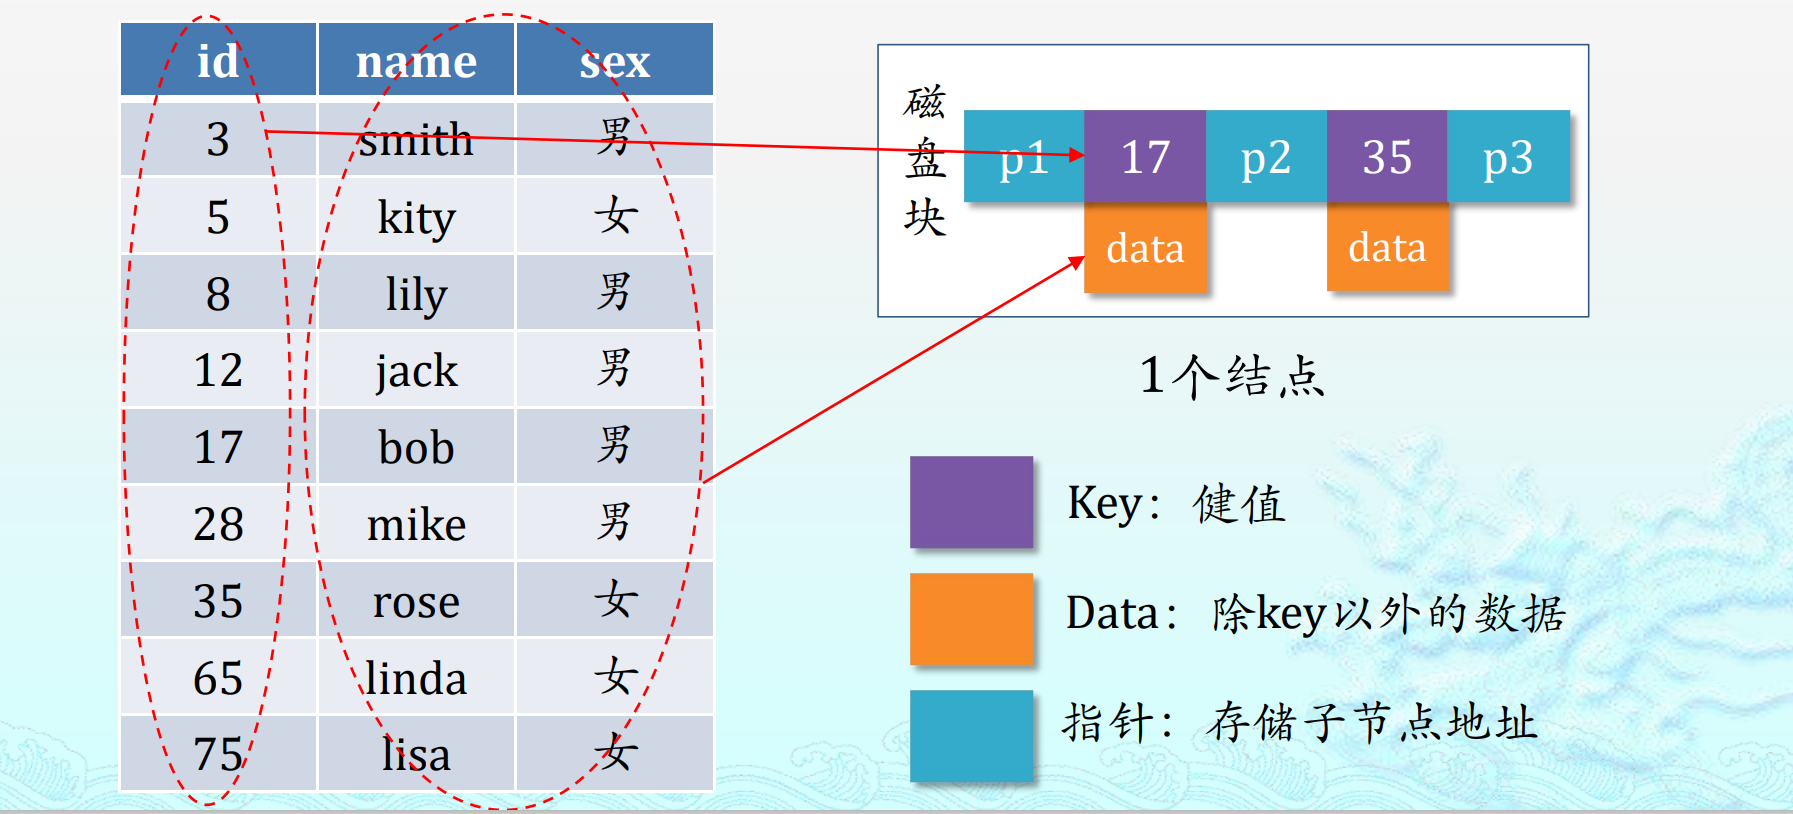 id name sex
3 smith 男
5 kity 女
8 lily 男
12 jack 男
17 bob 男
28 mike 男
35 rose 女
65 linda 女
75 lisa 女
磁盘块
p1 17 p2 35 p3
data data
1个结点
Key：健值
Data：除key以外的数据
指针：存储子节点地址